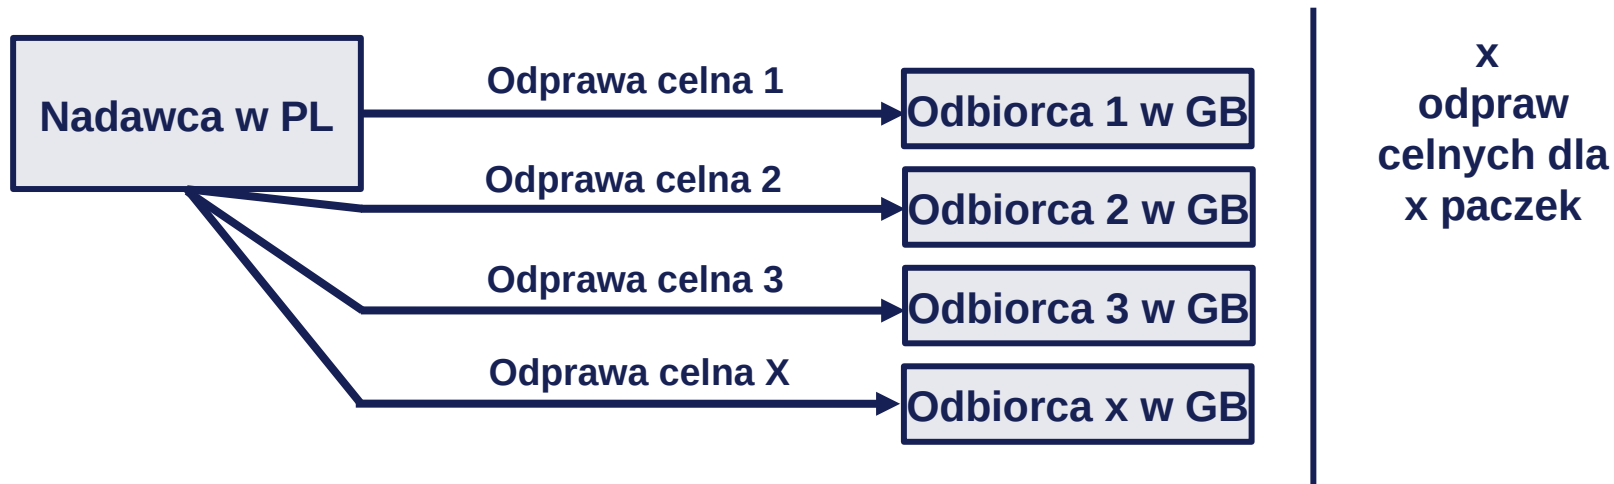 Nadawca w PL
Odprawa celna 1
Odbiorca 1 w GB
Odprawa celna 2
Odbiorca 2 w GB
Odprawa celna 3
Odbiorca 3 w GB
Odprawa celna X
Odbiorca x w GB
x
odpraw
celnych dla
x paczek